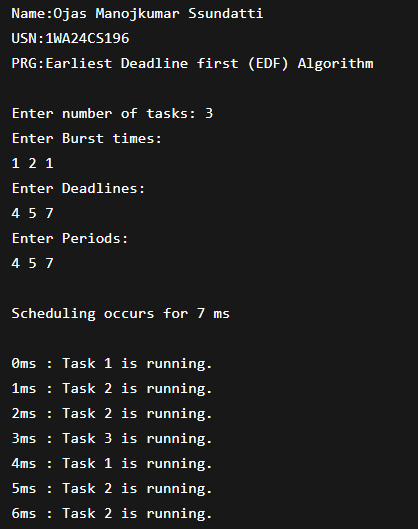 Name:Ojas Manojkumar Ssundatti
USN:1WA24CS196
PRG:Earliest Deadline first (EDF) Algorithm
Enter number of tasks: 3
Enter Burst times:
1 2 1
Enter Deadlines:
4 5 7
Enter Periods:
4 5 7
Scheduling occurs for 7 ms
0ms : Task 1 is running.
1ms : Task 2 is running.
2ms : Task 2 is running.
3ms : Task 3 is running.
4ms : Task 1 is running.
5ms : Task 2 is running.
6ms : Task 2 is running.